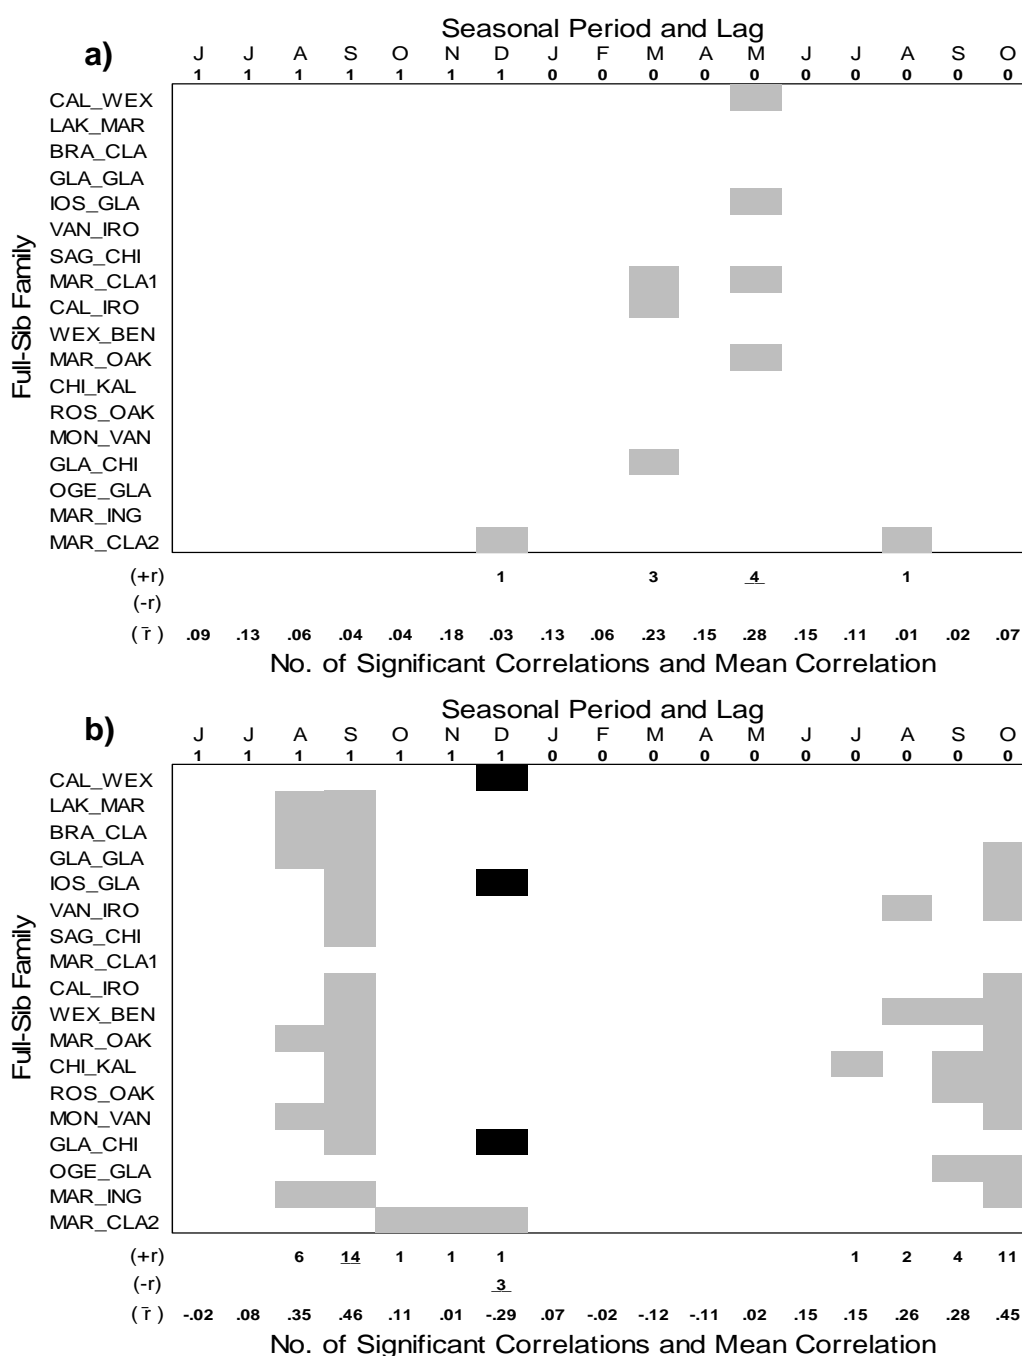 Seasonal Period and Lag
a)
J J A S O N D J F M A M J J A S O
1 1 1 1 1 1 1 0 0 0 0 0 0 0 0 0 0
Full-Sib Family
CAL_WEX
LAK_MAR
BRA_CLA
GLA_GLA
IOS_GLA
VAN_IRO
SAG_CHI
MAR_CLA1
CAL_IRO
WEX_BEN
MAR_OAK
CHI_KAL
ROS_OAK
MON_VAN
GLA_CHI
OGE_GLA
MAR_ING
MAR_CLA2
(+r) 1 3 4 1
(-r)
(r̄) .09 .13 .06 .04 .04 .18 .03 .13 .06 .23 .15 .28 .15 .11 .01 .02 .07
No. of Significant Correlations and Mean Correlation
Seasonal Period and Lag
b)
J J A S O N D J F M A M J J A S O
1 1 1 1 1 1 1 0 0 0 0 0 0 0 0 0 0
Full-Sib Family
CAL_WEX
LAK_MAR
BRA_CLA
GLA_GLA
IOS_GLA
VAN_IRO
SAG_CHI
MAR_CLA1
CAL_IRO
WEX_BEN
MAR_OAK
CHI_KAL
ROS_OAK
MON_VAN
GLA_CHI
OGE_GLA
MAR_ING
MAR_CLA2
(+r) 6 14 1 1 1 1 2 4 11
(-r) 3
(r̄) -.02 .08 .35 .46 .11 .01 -.29 .07 -.02 -.12 -.11 .02 .15 .15 .26 .28 .45
No. of Significant Correlations and Mean Correlation